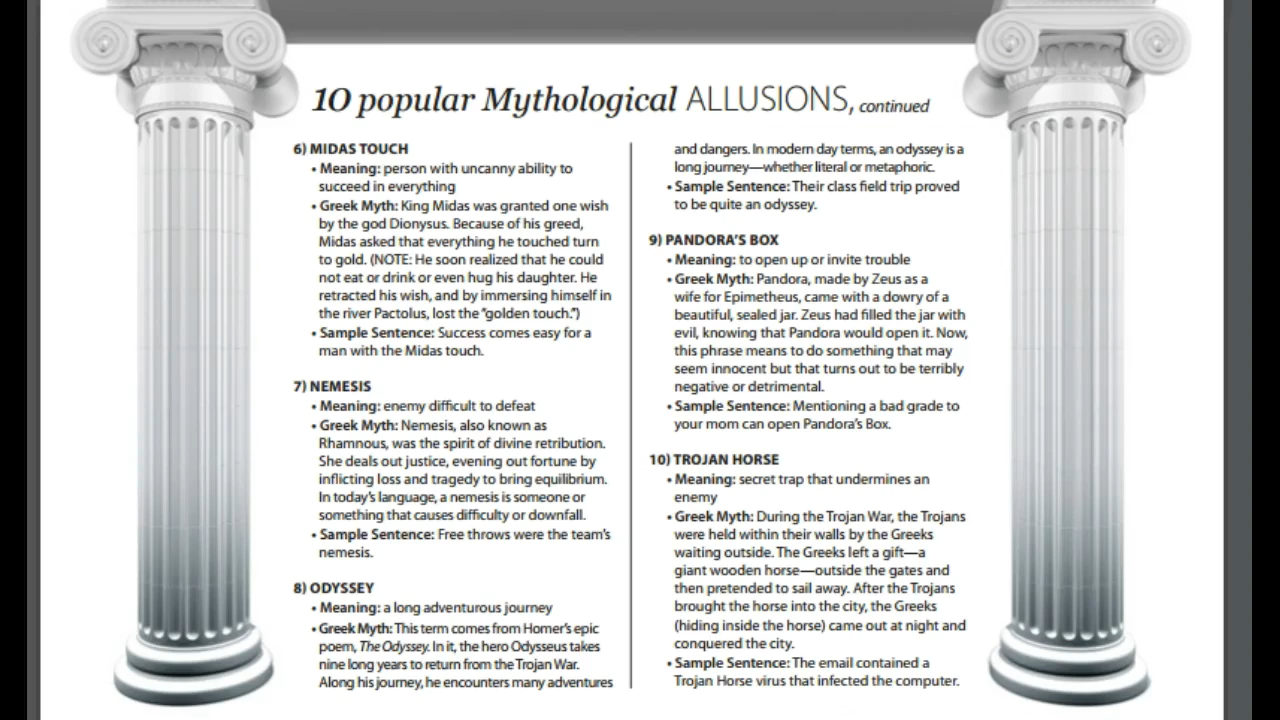 10 popular Mythological ALLUSIONS, continued
6) MIDAS TOUCH
• Meaning: person with uncanny ability to
succeed in everything
• Greek Myth: King Midas was granted one wish
by the god Dionysus. Because of his greed,
Midas asked that everything he touched turn
to gold. (NOTE: He soon realized that he could
not eat or drink or even hug his daughter. He
retracted his wish, and by immersing himself in
the river Pactolus, lost the "golden touch.")
• Sample Sentence: Success comes easy for a
man with the Midas touch.
7) NEMESIS
• Meaning: enemy difficult to defeat
• Greek Myth: Nemesis, also known as
Rhamnous, was the spirit of divine retribution.
She deals out justice, evening out fortune by
inflicting loss and tragedy to bring equilibrium.
In today's language, a nemesis is someone or
something that causes difficulty or downfall.
• Sample Sentence: Free throws were the team's
nemesis.
8) ODYSSEY
• Meaning: a long adventurous journey
• Greek Myth: This term comes from Homer's epic
poem, The Odyssey. In it, the hero Odysseus takes
nine long years to return from the Trojan War.
Along his journey, he encounters many adventures
and dangers. In modern day terms, an odyssey is a
long journey—whether literal or metaphoric.
• Sample Sentence: Their class field trip proved
to be quite an odyssey.
9) PANDORA'S BOX
• Meaning: to open up or invite trouble
• Greek Myth: Pandora, made by Zeus as a
wife for Epimetheus, came with a dowry of a
beautiful, sealed jar. Zeus had filled the jar with
evil, knowing that Pandora would open it. Now,
this phrase means to do something that may
seem innocent but that turns out to be terribly
negative or detrimental.
• Sample Sentence: Mentioning a bad grade to
your mom can open Pandora's Box.
10) TROJAN HORSE
• Meaning: secret trap that undermines an
enemy
• Greek Myth: During the Trojan War, the Trojans
were held within their walls by the Greeks
waiting outside. The Greeks left a gift—a
giant wooden horse—outside the gates and
then pretended to sail away. After the Trojans
brought the horse into the city, the Greeks
(hiding inside the horse) came out at night and
conquered the city.
• Sample Sentence: The email contained a
Trojan Horse virus that infected the computer.